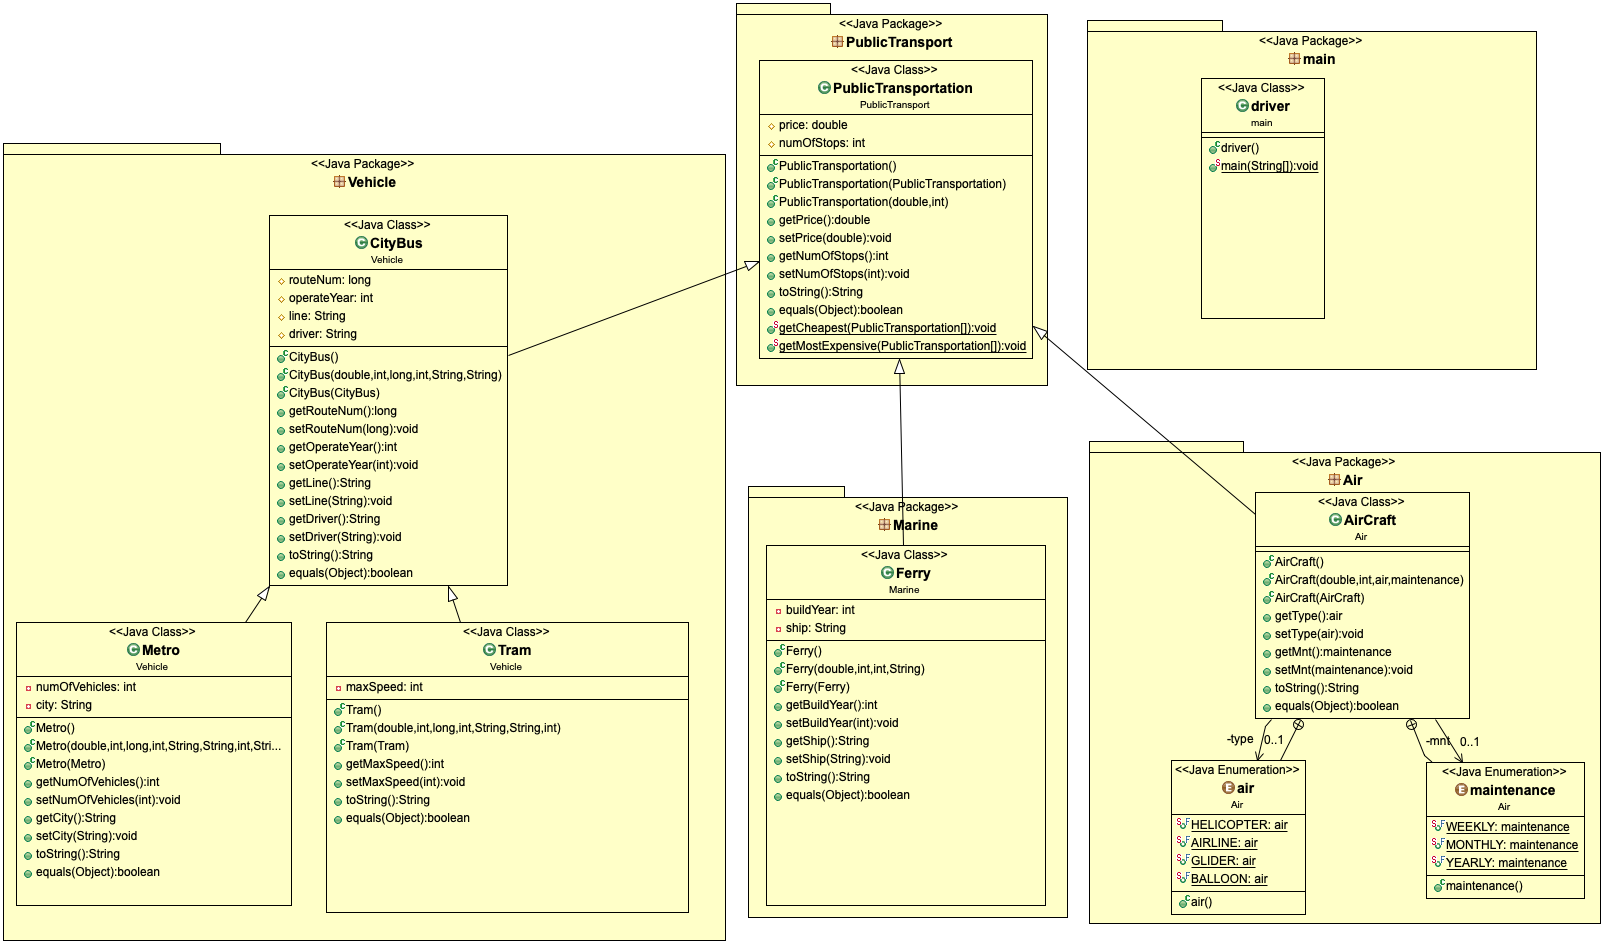 <<Java Package>>
PublicTransport
<<Java Class>>
PublicTransportation
PublicTransport
price: double
numOfStops: int
PublicTransportation()
PublicTransportation(PublicTransportation)
PublicTransportation(double,int)
getPrice():double
setPrice(double):void
getNumOfStops():int
setNumOfStops(int):void
toString():String
equals(Object):boolean
getCheapest(PublicTransportation[]):void
getMostExpensive(PublicTransportation[]):void
<<Java Package>>
main
<<Java Class>>
driver
main
driver()
main(String[]):void
<<Java Package>>
Vehicle
<<Java Class>>
CityBus
Vehicle
routeNum: long
operateYear: int
line: String
driver: String
CityBus()
CityBus(double,int,long,int,String,String)
CityBus(CityBus)
getRouteNum():long
setRouteNum(long):void
getOperateYear():int
setOperateYear(int):void
getLine():String
setLine(String):void
getDriver():String
setDriver(String):void
toString():String
equals(Object):boolean
<<Java Class>>
Metro
Vehicle
numOfVehicles: int
city: String
Metro()
Metro(double,int,long,int,String,String,int,Stri...
Metro(Metro)
getNumOfVehicles():int
setNumOfVehicles(int):void
getCity():String
setCity(String):void
toString():String
equals(Object):boolean
<<Java Class>>
Tram
Vehicle
maxSpeed: int
Tram()
Tram(double,int,long,int,String,String,int)
Tram(Tram)
getMaxSpeed():int
setMaxSpeed(int):void
toString():String
equals(Object):boolean
<<Java Package>>
Marine
<<Java Class>>
Ferry
Marine
buildYear: int
ship: String
Ferry()
Ferry(double,int,int,String)
Ferry(Ferry)
getBuildYear():int
setBuildYear(int):void
getShip():String
setShip(String):void
toString():String
equals(Object):boolean
<<Java Package>>
Air
<<Java Class>>
AirCraft
Air
AirCraft()
AirCraft(double,int,air,maintenance)
AirCraft(AirCraft)
getType():air
setType(air):void
getMnt():maintenance
setMnt(maintenance):void
toString():String
equals(Object):boolean
-type 0..1
-mnt 0..1
<<Java Enumeration>>
air
Air
HELICOPTER: air
AIRLINE: air
GLIDER: air
BALLOON: air
air()
<<Java Enumeration>>
maintenance
Air
WEEKLY: maintenance
MONTHLY: maintenance
YEARLY: maintenance
maintenance()